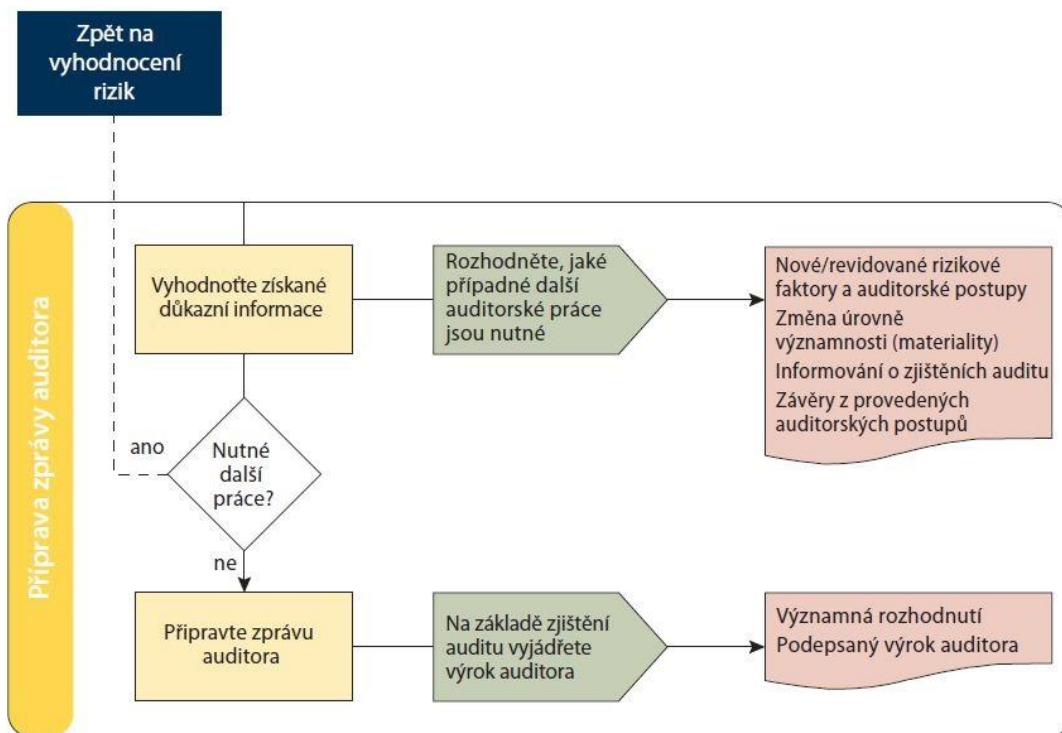 Zpět na
vyhodnocení
rizik
Příprava zprávy auditora
Vyhodnoťte získané
důkazní informace
Rozhodněte, jaké
případné další
auditorské práce
jsou nutné
Nové/revidované rizikové
faktory a auditorské postupy
Změna úrovně
významnosti (materiality)
Informování o zjištěních auditu
Závěry z provedených
auditorských postupů
ano
Nutné
další
práce?
ne
Připravte zprávu
auditora
Na základě zjištění
auditu vyjádřete
výrok auditora
Významná rozhodnutí
Podepsaný výrok auditora